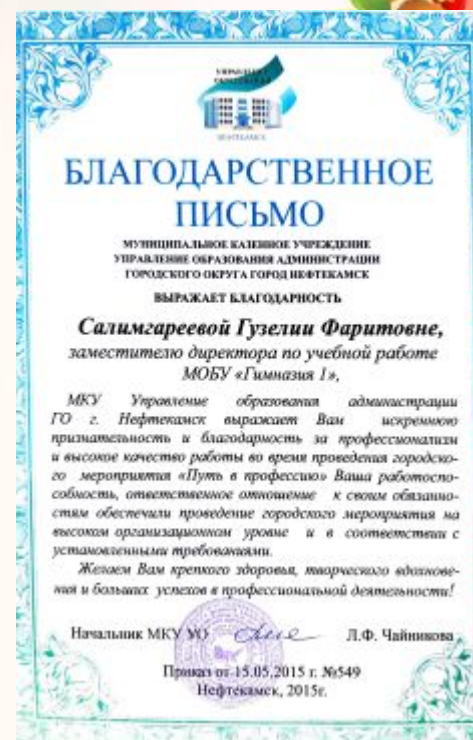 УПРАВЛЕНИЕ
ОБРАЗОВАНИЯ
НЕФТЕКАМСК
БЛАГОДАРСТВЕННОЕ
ПИСЬМО
МУНИЦИПАЛЬНОЕ КАЗЕННОЕ УЧРЕЖДЕНИЕ
УПРАВЛЕНИЕ ОБРАЗОВАНИЯ АДМИНИСТРАЦИИ
ГОРОДСКОГО ОКРУГА ГОРОД НЕФТЕКАМСК
ВЫРАЖАЕТ БЛАГОДАРНОСТЬ
Салимгареевой Гузелии Фаритовне,
заместителю директора по учебной работе
МОБУ «Гимназия 1»,
МКУ Управление образования администрации
ГО г. Нефтекамск выражает Вам искреннюю
признательность и благодарность за профессионализм
и высокое качество работы во время проведения городско-
го мероприятия «Путь в профессию» Ваша работоспо-
собность, ответственное отношение к своим обязанно-
стям обеспечили проведение городского мероприятия на
высоком организационном уровне и в соответствии с
установленными требованиями.
Желаем Вам крепкого здоровья, творческого вдохнове-
ния и больших успехов в профессиональной деятельности!
Начальник МКУ УО Л.Ф. Чайникова
Приказ от 15.05.2015 г. №549
Нефтекамск, 2015г.